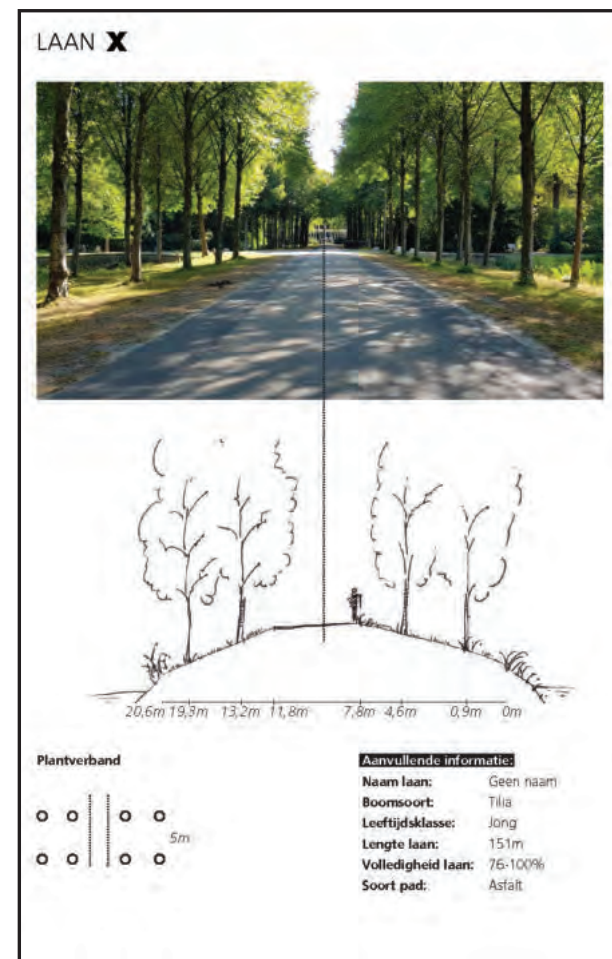 LAAN X
20,6m 19,3m 13,2m 11,8m 7,8m 4,6m 0,9m 0m
Plantverband
5m
Aanvullende informatie:
Naam laan: Geen naam
Boomsoort: Tilia
Leeftijdsklasse: Jong
Lengte laan: 151m
Volledigheid laan: 76-100%
Soort pad: Asfalt